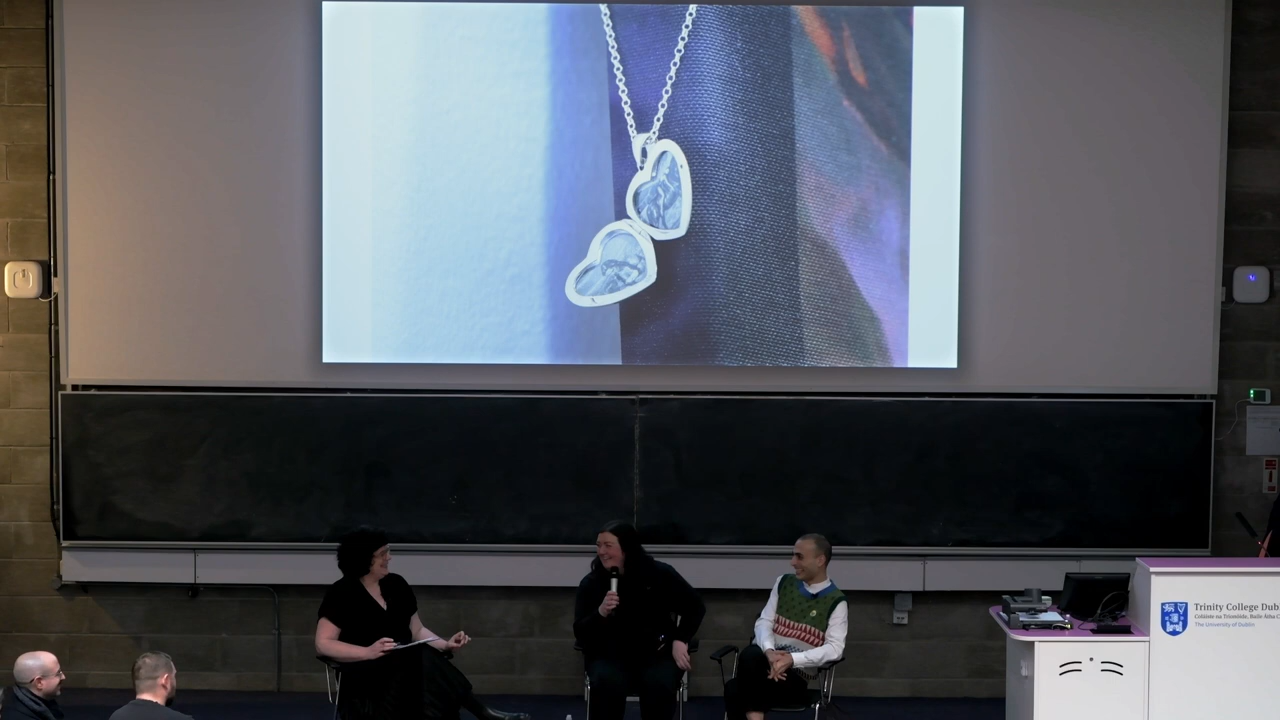 Trinity College Dub
Coláiste na Tríonóide, Baile Átha C
The University of Dublin